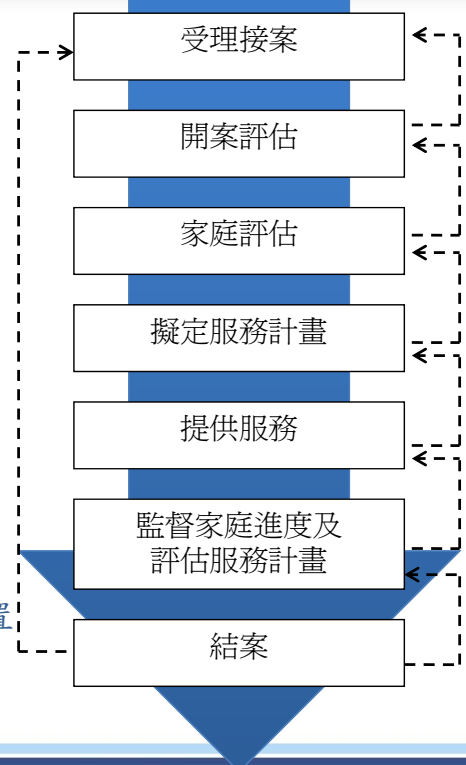 受理接案
開案評估
家庭評估
擬定服務計畫
提供服務
監督家庭進度及
評估服務計畫
置
結案